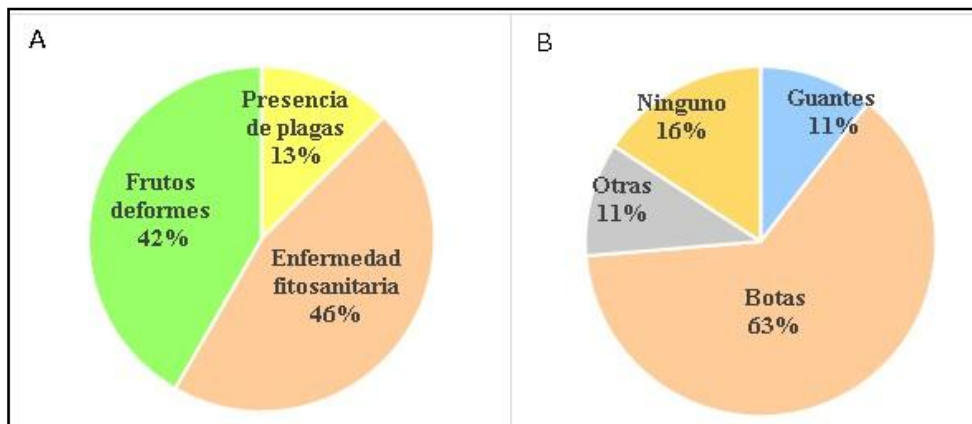 A
Presencia
de plagas
13%
Frutos
deformes
42%
Enfermedad
fitosanitaria
46%
B
Ninguno
16%
Guantes
11%
Otras
11%
Botas
63%